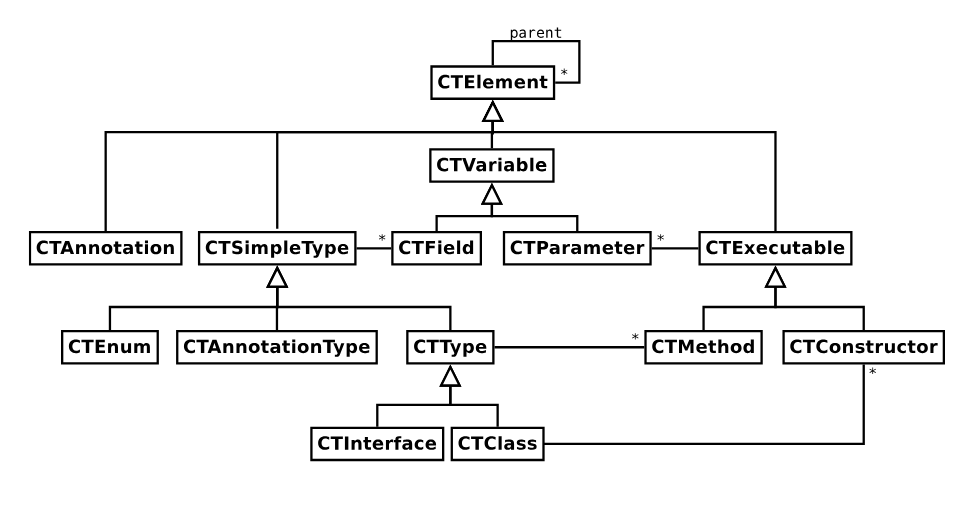 parent
*
CTElement
CTVariable
CTAnnotation
CTSimpleType
*
CTField
CTParameter
*
CTExecutable
CTEnum
CTAnnotationType
CTType
*
CTMethod
CTConstructor
*
CTInterface
CTClass